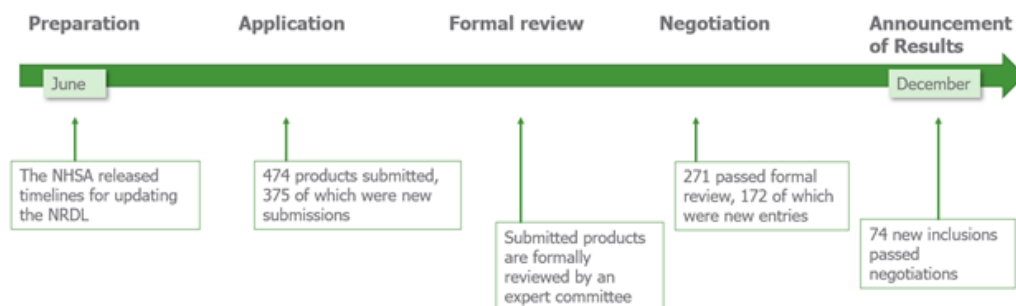 Preparation
Application
Formal review
Negotiation
Announcement
of Results
June
December
The NHSA released
timelines for updating
the NRDL
474 products submitted,
375 of which were new
submissions
Submitted products
are formally
reviewed by an
expert committee
271 passed formal
review, 172 of which
were new entries
74 new inclusions
passed
negotiations